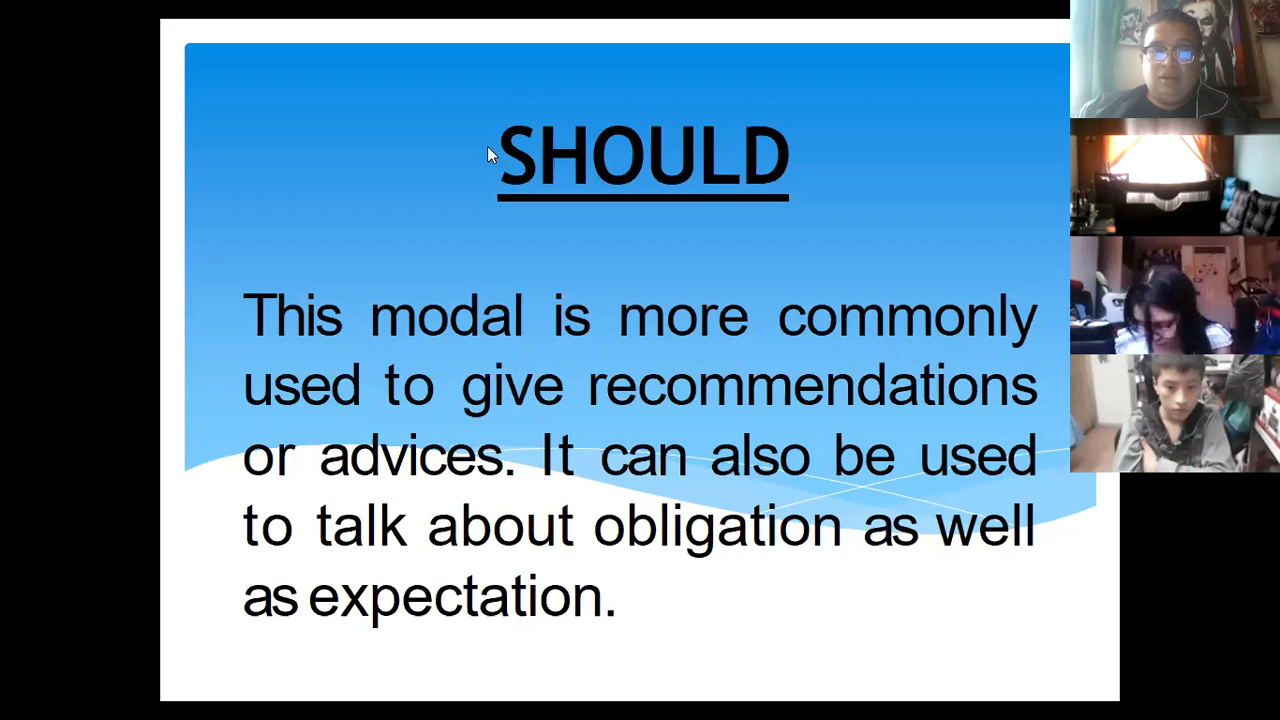 SHOULD
This modal is more commonly
used to give recommendations
or advices. It can also be used
to talk about obligation as well
as expectation.